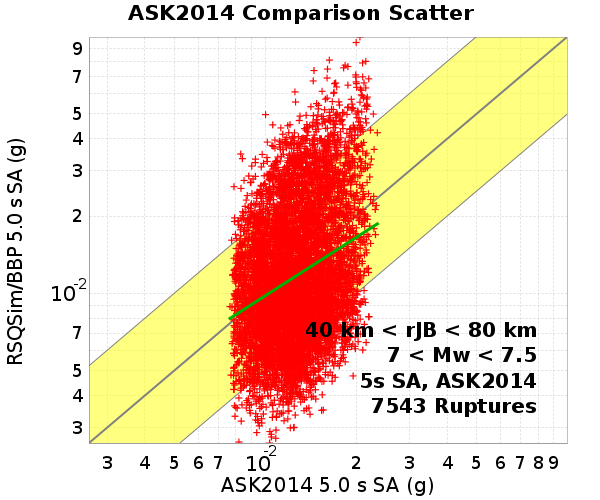 ASK2014 Comparison Scatter
RSQSim/BBP 5.0 s SA (g)
9
7
5
4
3
2
10-2
7
5
4
3
40 km < rJB < 80 km
7 < Mw < 7.5
5s SA, ASK2014
7543 Ruptures
3 4 5 6 7 10-2 2 3 4 5 6 7 8 9
ASK2014 5.0 s SA (g)